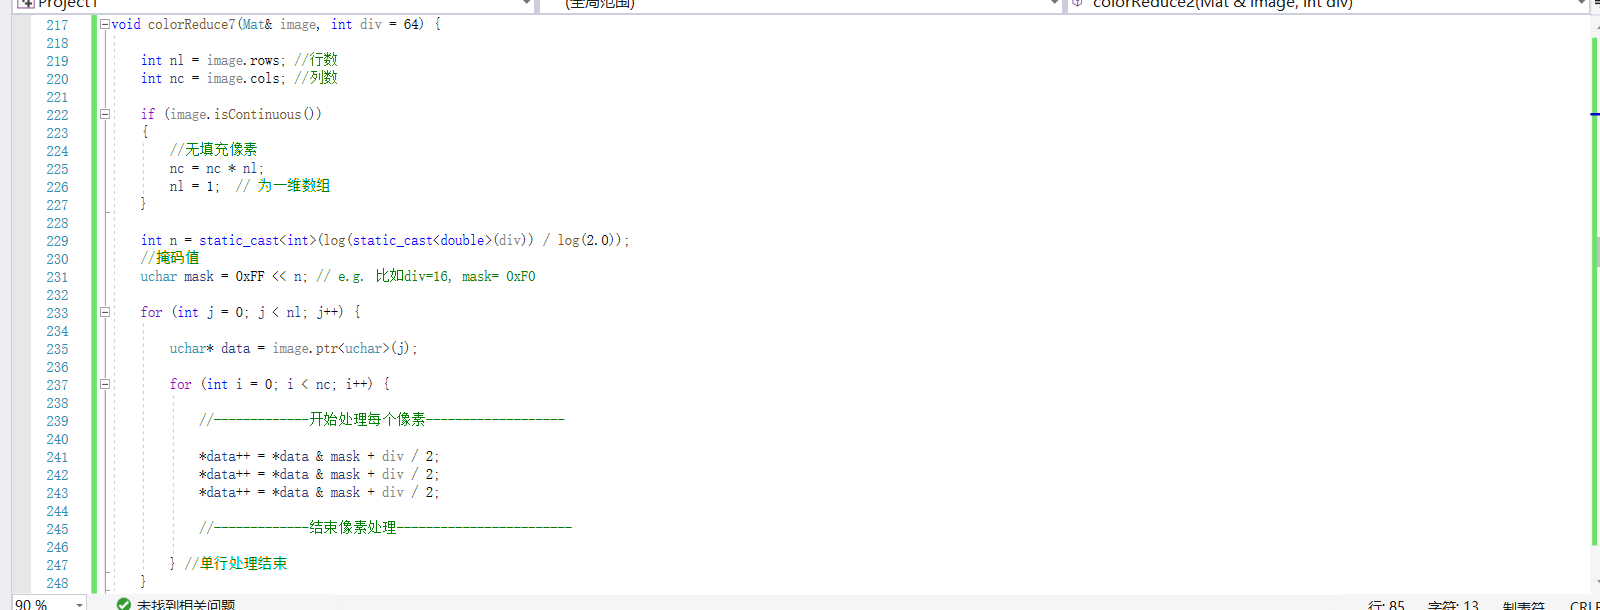 Project1 (全局范围) colorReduce2(Mat & image, int div)
217 void colorReduce7(Mat& image, int div = 64) {
218
219 int nl = image.rows; //行数
220 int nc = image.cols; //列数
221
222 if (image.isContinuous())
223 {
224 //无填充像素
225 nc = nc * nl;
226 nl = 1;  // 为一维数组
227 }
228
229 int n = static_cast<int>(log(static_cast<double>(div)) / log(2.0));
230 //掩码值
231 uchar mask = 0xFF << n; // e.g. 比如div=16, mask= 0xF0
232
233 for (int j = 0; j < nl; j++) {
234
235 uchar* data = image.ptr<uchar>(j);
236
237 for (int i = 0; i < nc; i++) {
238
239 //-------------开始处理每个像素-------------------
240
241 *data++ = *data & mask + div / 2;
242 *data++ = *data & mask + div / 2;
243 *data++ = *data & mask + div / 2;
244
245 //-------------结束像素处理------------------------
246
247 } //单行处理结束
248 }
90 % 未找到相关问题 行: 85 字符: 13 制表符 CRLF